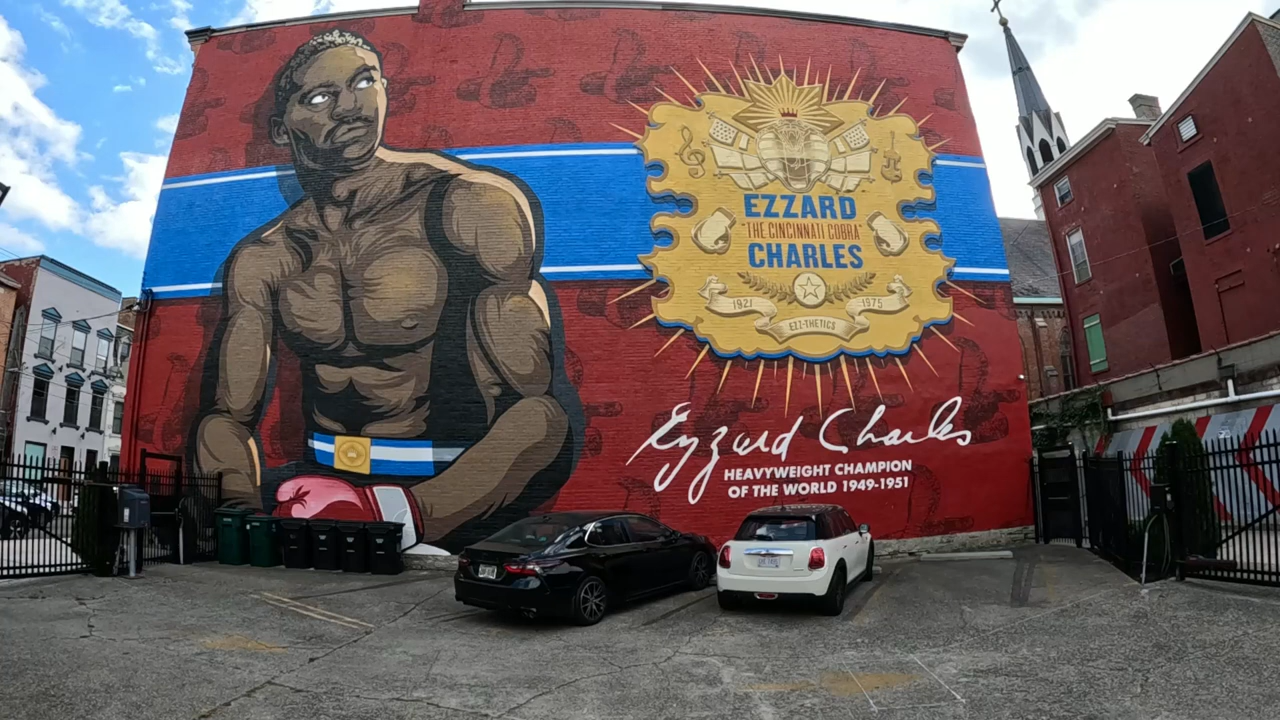 EZZARD
"THE CINCINNATI COBRA"
CHARLES
1921
1975
EZZ-THETICS
Ezzard Charles
HEAVYWEIGHT CHAMPION
OF THE WORLD 1949-1951